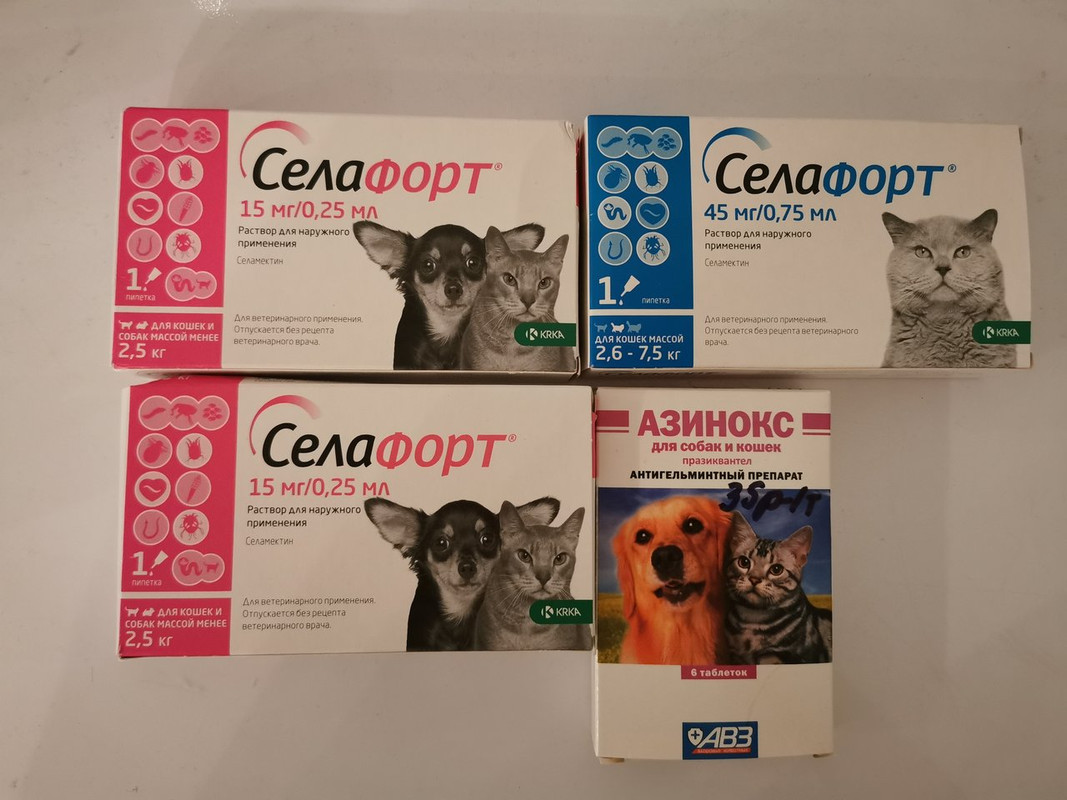 Селафорт®
15 мг/0,25 мл
Раствор для наружного
применения
Селамектин
1
пипетка
Для ветеринарного применения.
Отпускается без рецепта
ветеринарного врача.
ДЛЯ КОШЕК И
СОБАК МАССОЙ МЕНЕЕ
2,5 кг
KRKA
Селафорт®
45 мг/0,75 мл
Раствор для наружного
применения
Селамектин
1
пипетка
Для ветеринарного применения.
Отпускается без рецепта ветеринарного
врача.
ДЛЯ КОШЕК МАССОЙ
2,6 - 7,5 кг
KRKA
Селафорт®
15 мг/0,25 мл
Раствор для наружного
применения
Селамектин
1
пипетка
Для ветеринарного применения.
Отпускается без рецепта
ветеринарного врача.
ДЛЯ КОШЕК И
СОБАК МАССОЙ МЕНЕЕ
2,5 кг
KRKA
АЗИНОКС
для собак и кошек
празиквантел
АНТИГЕЛЬМИНТНЫЙ ПРЕПАРАТ
35р-1т
6 таблеток
АВЗ